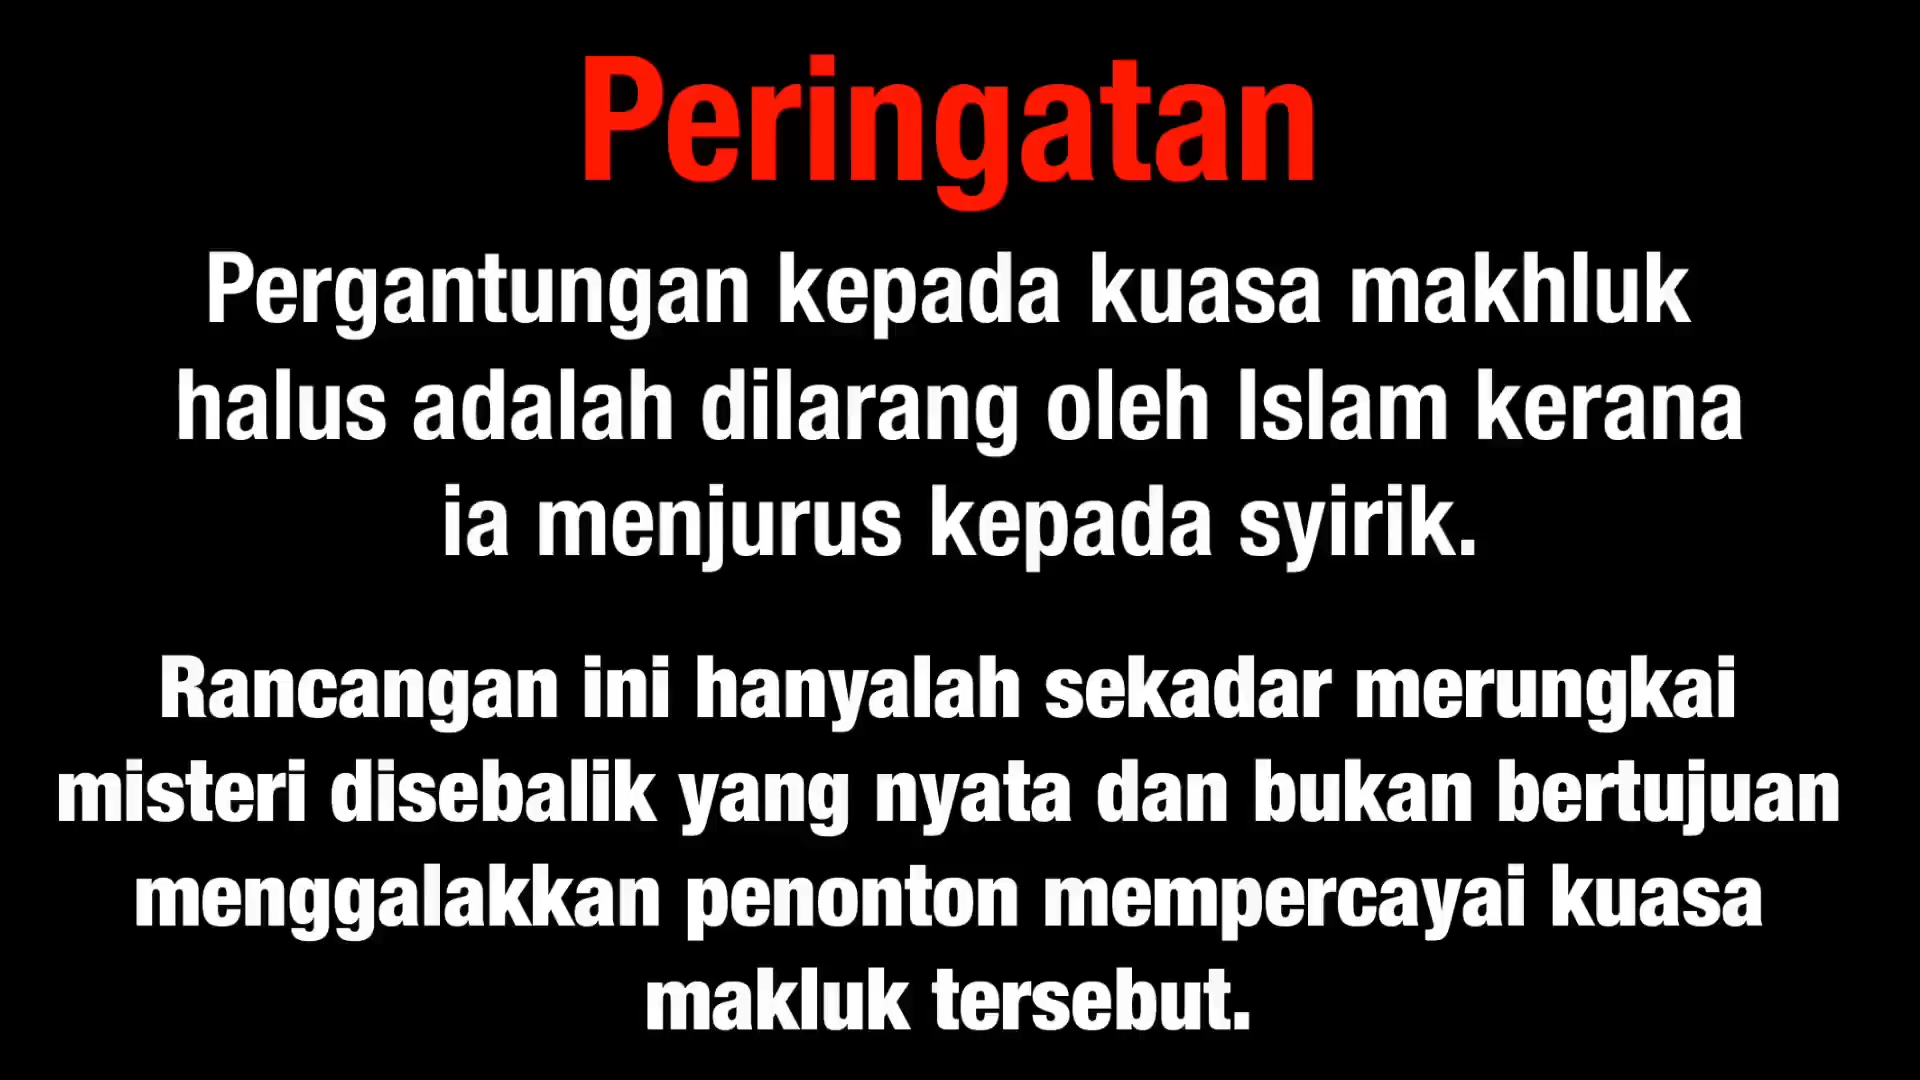 Peringatan
Pergantungan kepada kuasa makhluk
halus adalah dilarang oleh Islam kerana
ia menjurus kepada syirik.
Rancangan ini hanyalah sekadar merungkai
misteri disebalik yang nyata dan bukan bertujuan
menggalakkan penonton mempercayai kuasa
makluk tersebut.